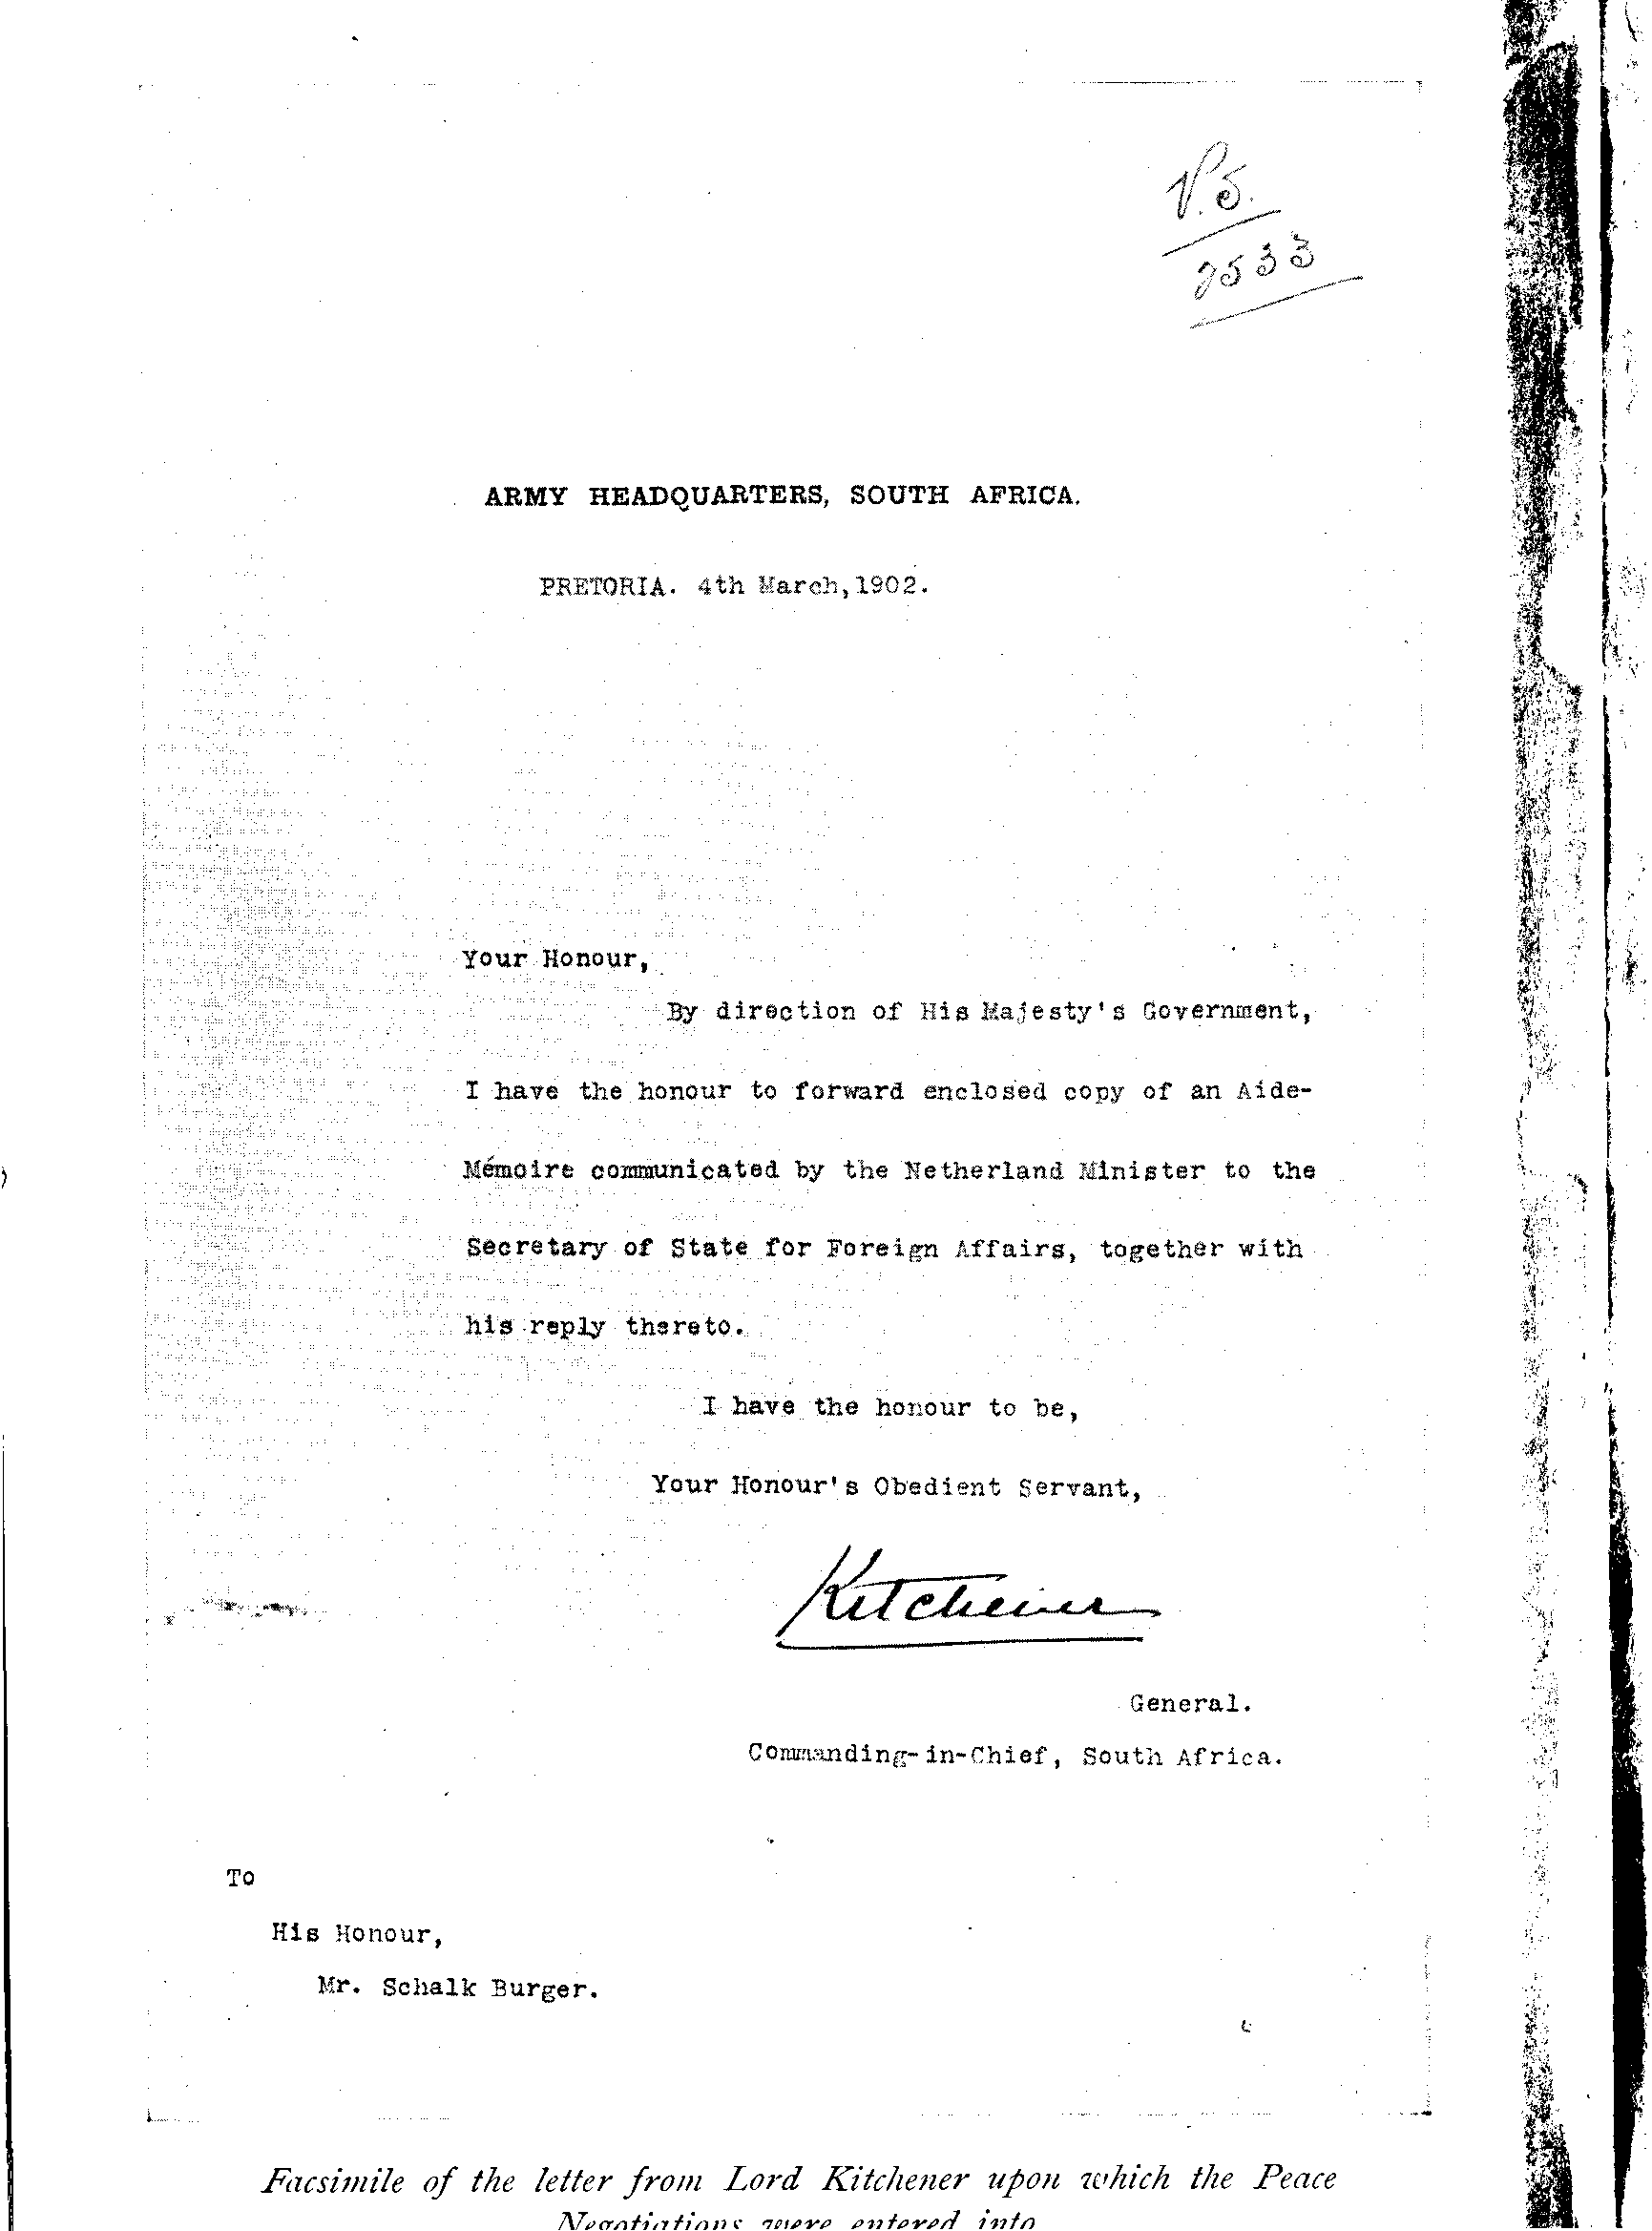 V.5.
2533
ARMY HEADQUARTERS, SOUTH AFRICA.
PRETORIA. 4th March,1902.
Your Honour,
By direction of His Majesty's Government,
I have the honour to forward enclosed copy of an Aide-
Mémoire communicated by the Netherland Minister to the
Secretary of State for Foreign Affairs, together with
his reply thereto.
I have the honour to be,
Your Honour's Obedient Servant,
Kitchener
General.
Commanding-in-Chief, South Africa.
To
His Honour,
Mr. Schalk Burger.
Facsimile of the letter from Lord Kitchener upon which the Peace
Negotiations were entered into